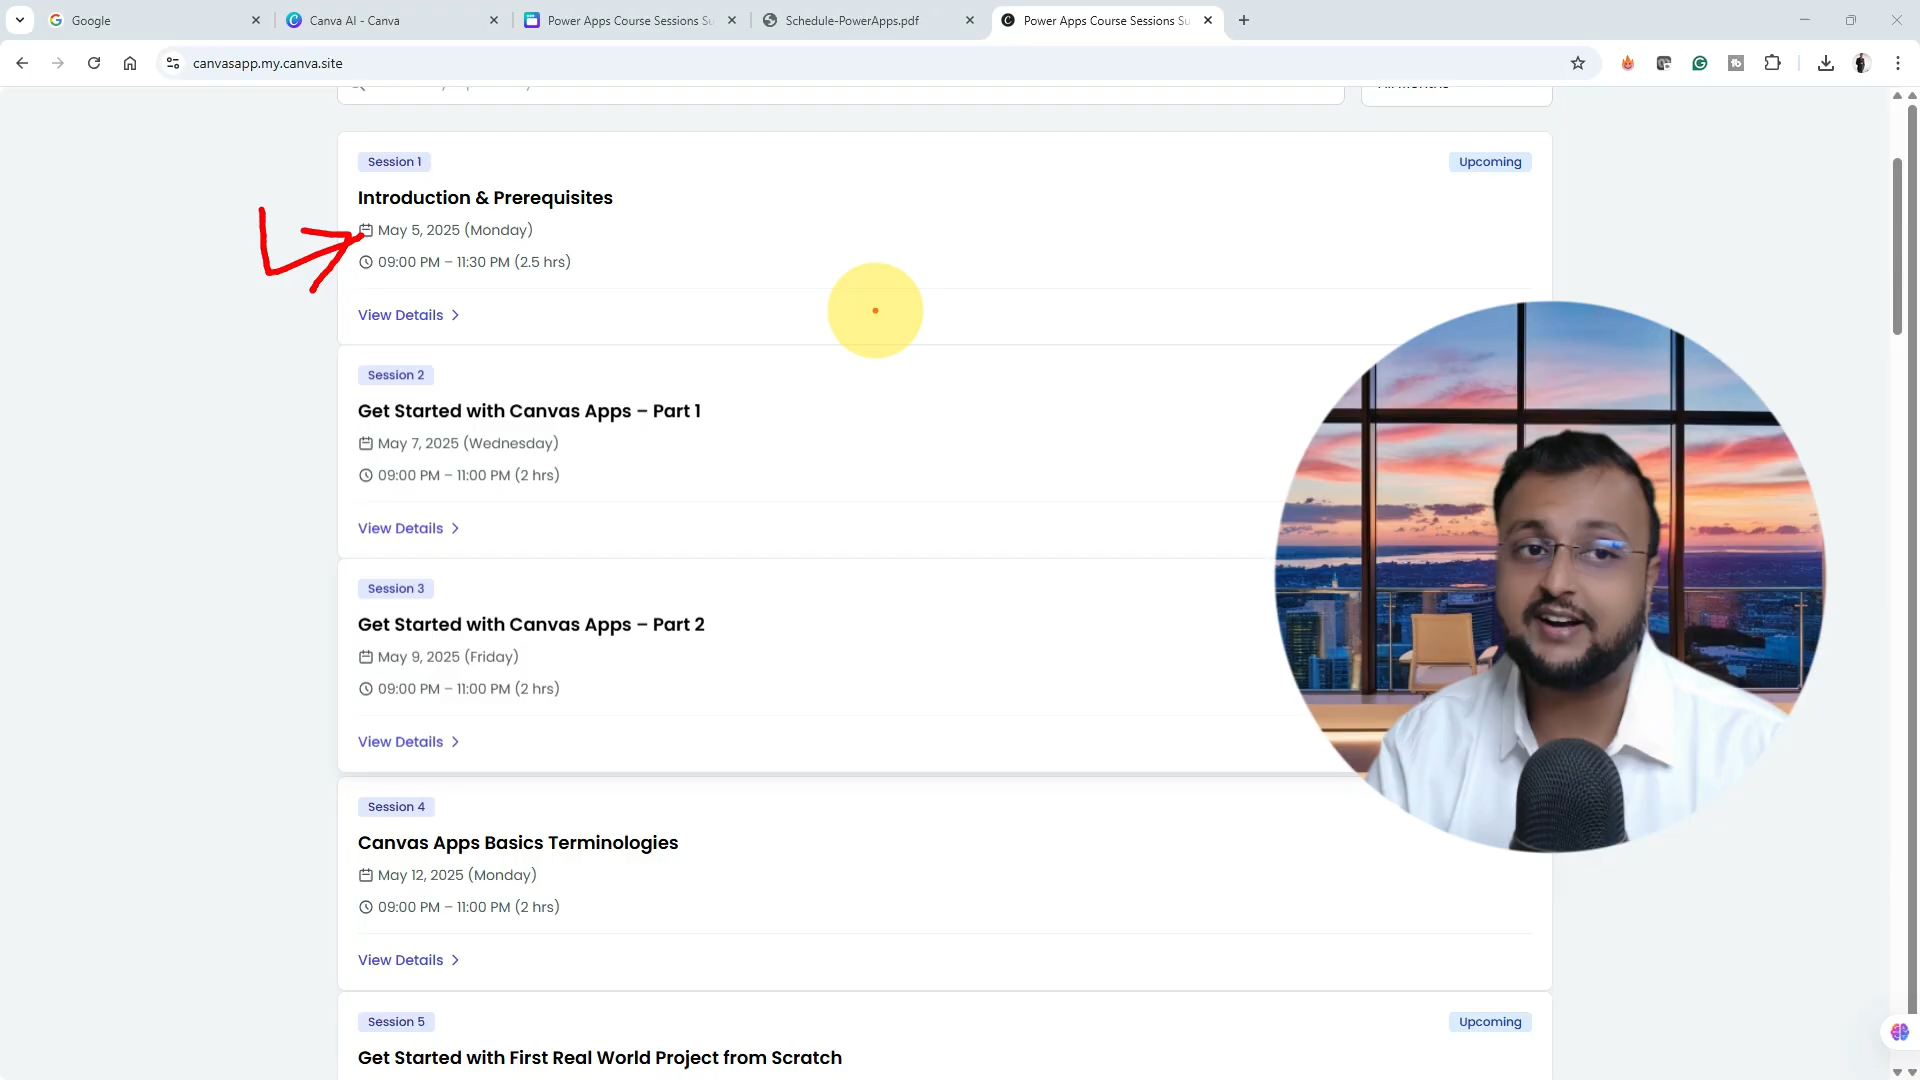 Google
Canva AI - Canva
Power Apps Course Sessions Su
Schedule-PowerApps.pdf
Power Apps Course Sessions Su
canvasapp.my.canva.site
Session 1
Upcoming
Introduction & Prerequisites
May 5, 2025 (Monday)
09:00 PM – 11:30 PM (2.5 hrs)
View Details
Session 2
Get Started with Canvas Apps – Part 1
May 7, 2025 (Wednesday)
09:00 PM – 11:00 PM (2 hrs)
View Details
Session 3
Get Started with Canvas Apps – Part 2
May 9, 2025 (Friday)
09:00 PM – 11:00 PM (2 hrs)
View Details
Session 4
Canvas Apps Basics Terminologies
May 12, 2025 (Monday)
09:00 PM – 11:00 PM (2 hrs)
View Details
Session 5
Upcoming
Get Started with First Real World Project from Scratch